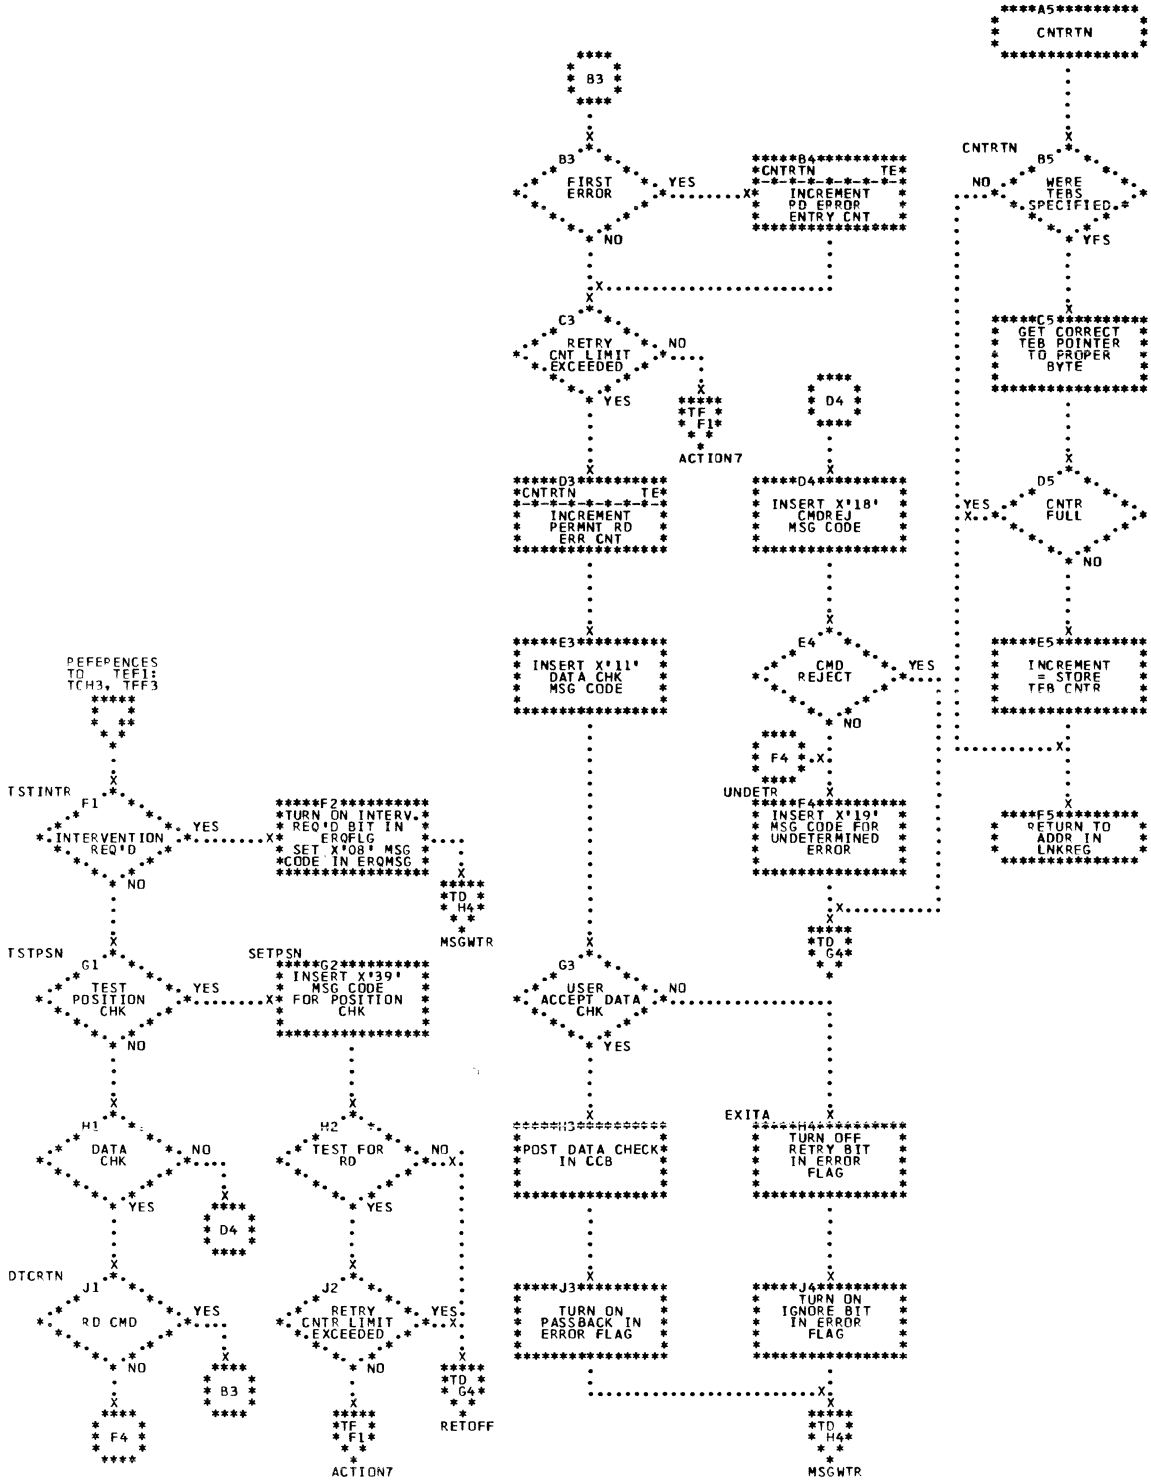 A5
CNTRTN
B3
B3
FIRST
ERROR
YES
NO
B4
CNTRTN TE
INCREMENT
RD ERROR
ENTRY CNT
CNTRTN
B5
WERE
TEBS
SPECIFIED
NO
YFS
C3
RETRY
CNT LIMIT
EXCEEDED
NO
YES
TF
F1
ACTION7
C5
GET CORRECT
TEB POINTER
TO PROPER
BYTE
D4
D3
CNTRTN TE
INCREMENT
PERMNT RD
ERR CNT
D4
INSERT X'18'
CMDREJ
MSG CODE
D5
CNTR
FULL
YES
NO
E3
INSERT X'11'
DATA CHK
MSG CODE
E4
CMD
REJECT
YES
NO
E5
INCREMENT
= STORE
TEB CNTR
REFERENCES
TO TEF1:
TCH3, TFF3
F4
UNDETR
TSTINTR
F1
INTERVENTION
REQ'D
YES
NO
F2
TURN ON INTERV.
REQ'D BIT IN
ERQFLG
SET X'08' MSG
CODE IN ERQMSG
TD
H4
MSGWTR
F4
INSERT X'19'
MSG CODE FOR
UNDETERMINED
ERROR
F5
RETURN TO
ADDR IN
LNKREG
TD
G4
TSTPSN
G1
TEST
POSITION
CHK
YES
NO
SETPSN
G2
INSERT X'39'
MSG CODE
FOR POSITION
CHK
G3
USER
ACCEPT DATA
CHK
NO
YES
H1
DATA
CHK
NO
YES
D4
H2
TEST FOR
RD
NO
YES
H3
POST DATA CHECK
IN CCB
EXITA
H4
TURN OFF
RETRY BIT
IN ERROR
FLAG
DTCRTN
J1
RD CMD
YES
NO
B3
F4
J2
RETRY
CNTR LIMIT
EXCEEDED
YES
NO
TD
G4
RETOFF
TF
F1
ACTION7
J3
TURN ON
PASSBACK IN
ERROR FLAG
J4
TURN ON
IGNORE BIT
IN ERROR
FLAG
TD
H4
MSGWTR